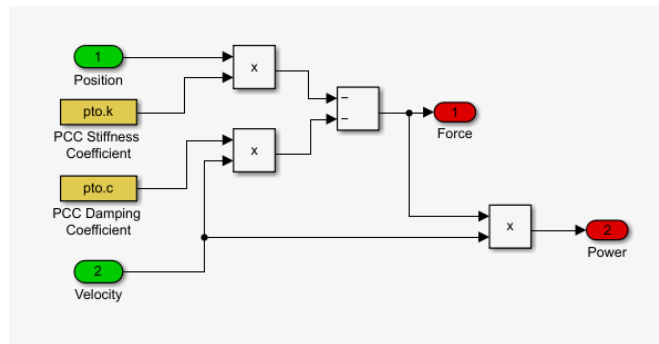 1
Position
x
pto.k
PCC Stiffness
Coefficient
−
−
1
Force
x
pto.c
PCC Damping
Coefficient
x
2
Power
2
Velocity